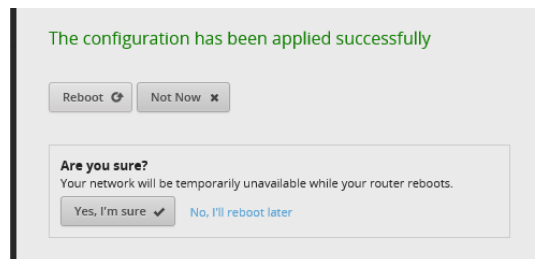 The configuration has been applied successfully
Reboot
Not Now
Are you sure?
Your network will be temporarily unavailable while your router reboots.
Yes, I'm sure
No, I'll reboot later